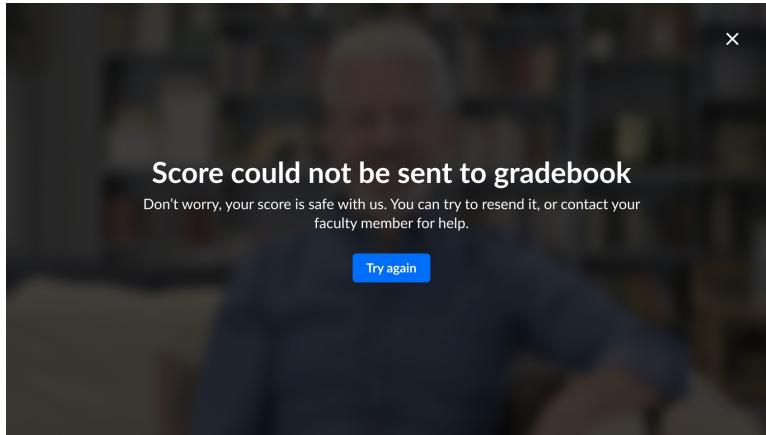 Score could not be sent to gradebook
Don’t worry, your score is safe with us. You can try to resend it, or contact your
faculty member for help.
Try again